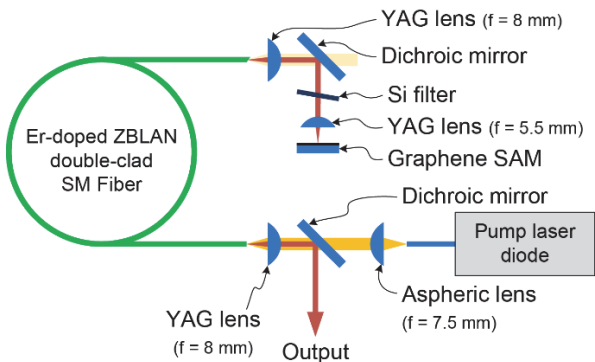 YAG lens (f = 8 mm)
Dichroic mirror
Si filter
YAG lens (f = 5.5 mm)
Graphene SAM
Er-doped ZBLAN
double-clad
SM Fiber
Dichroic mirror
Pump laser
diode
Aspheric lens
(f = 7.5 mm)
YAG lens
(f = 8 mm)
Output